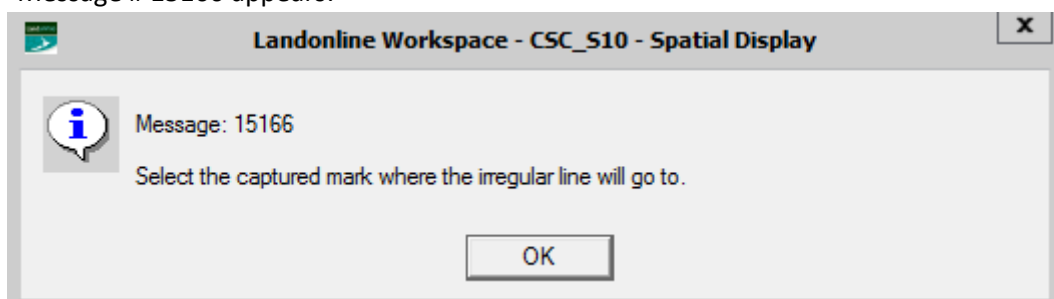 Message # 15166 appears:
Landonline Workspace - CSC_S10 - Spatial Display
x
Message: 15166
Select the captured mark where the irregular line will go to.
OK